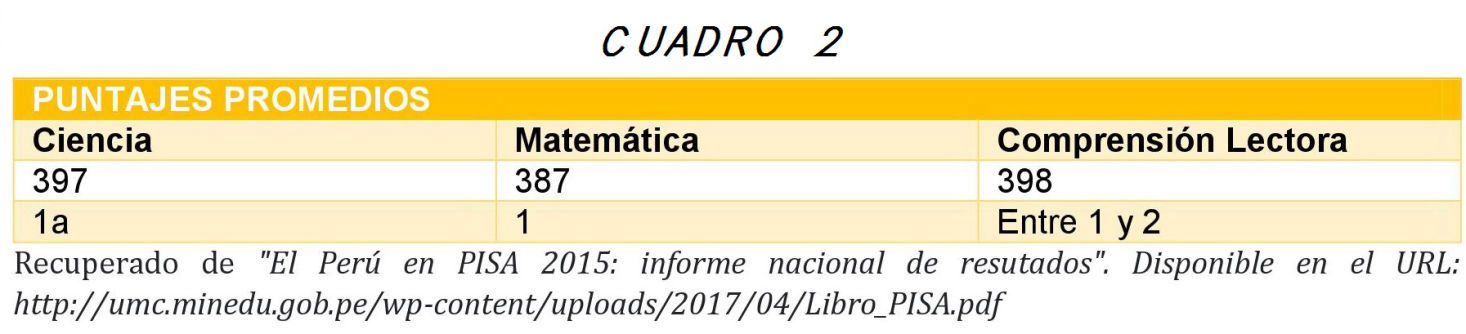 CUADRO 2
PUNTAJES PROMEDIOS
Ciencia Matemática Comprensión Lectora
397 387 398
1a 1 Entre 1 y 2
Recuperado de "El Perú en PISA 2015: informe nacional de resutados". Disponible en el URL:
http://umc.minedu.gob.pe/wp-content/uploads/2017/04/Libro_PISA.pdf